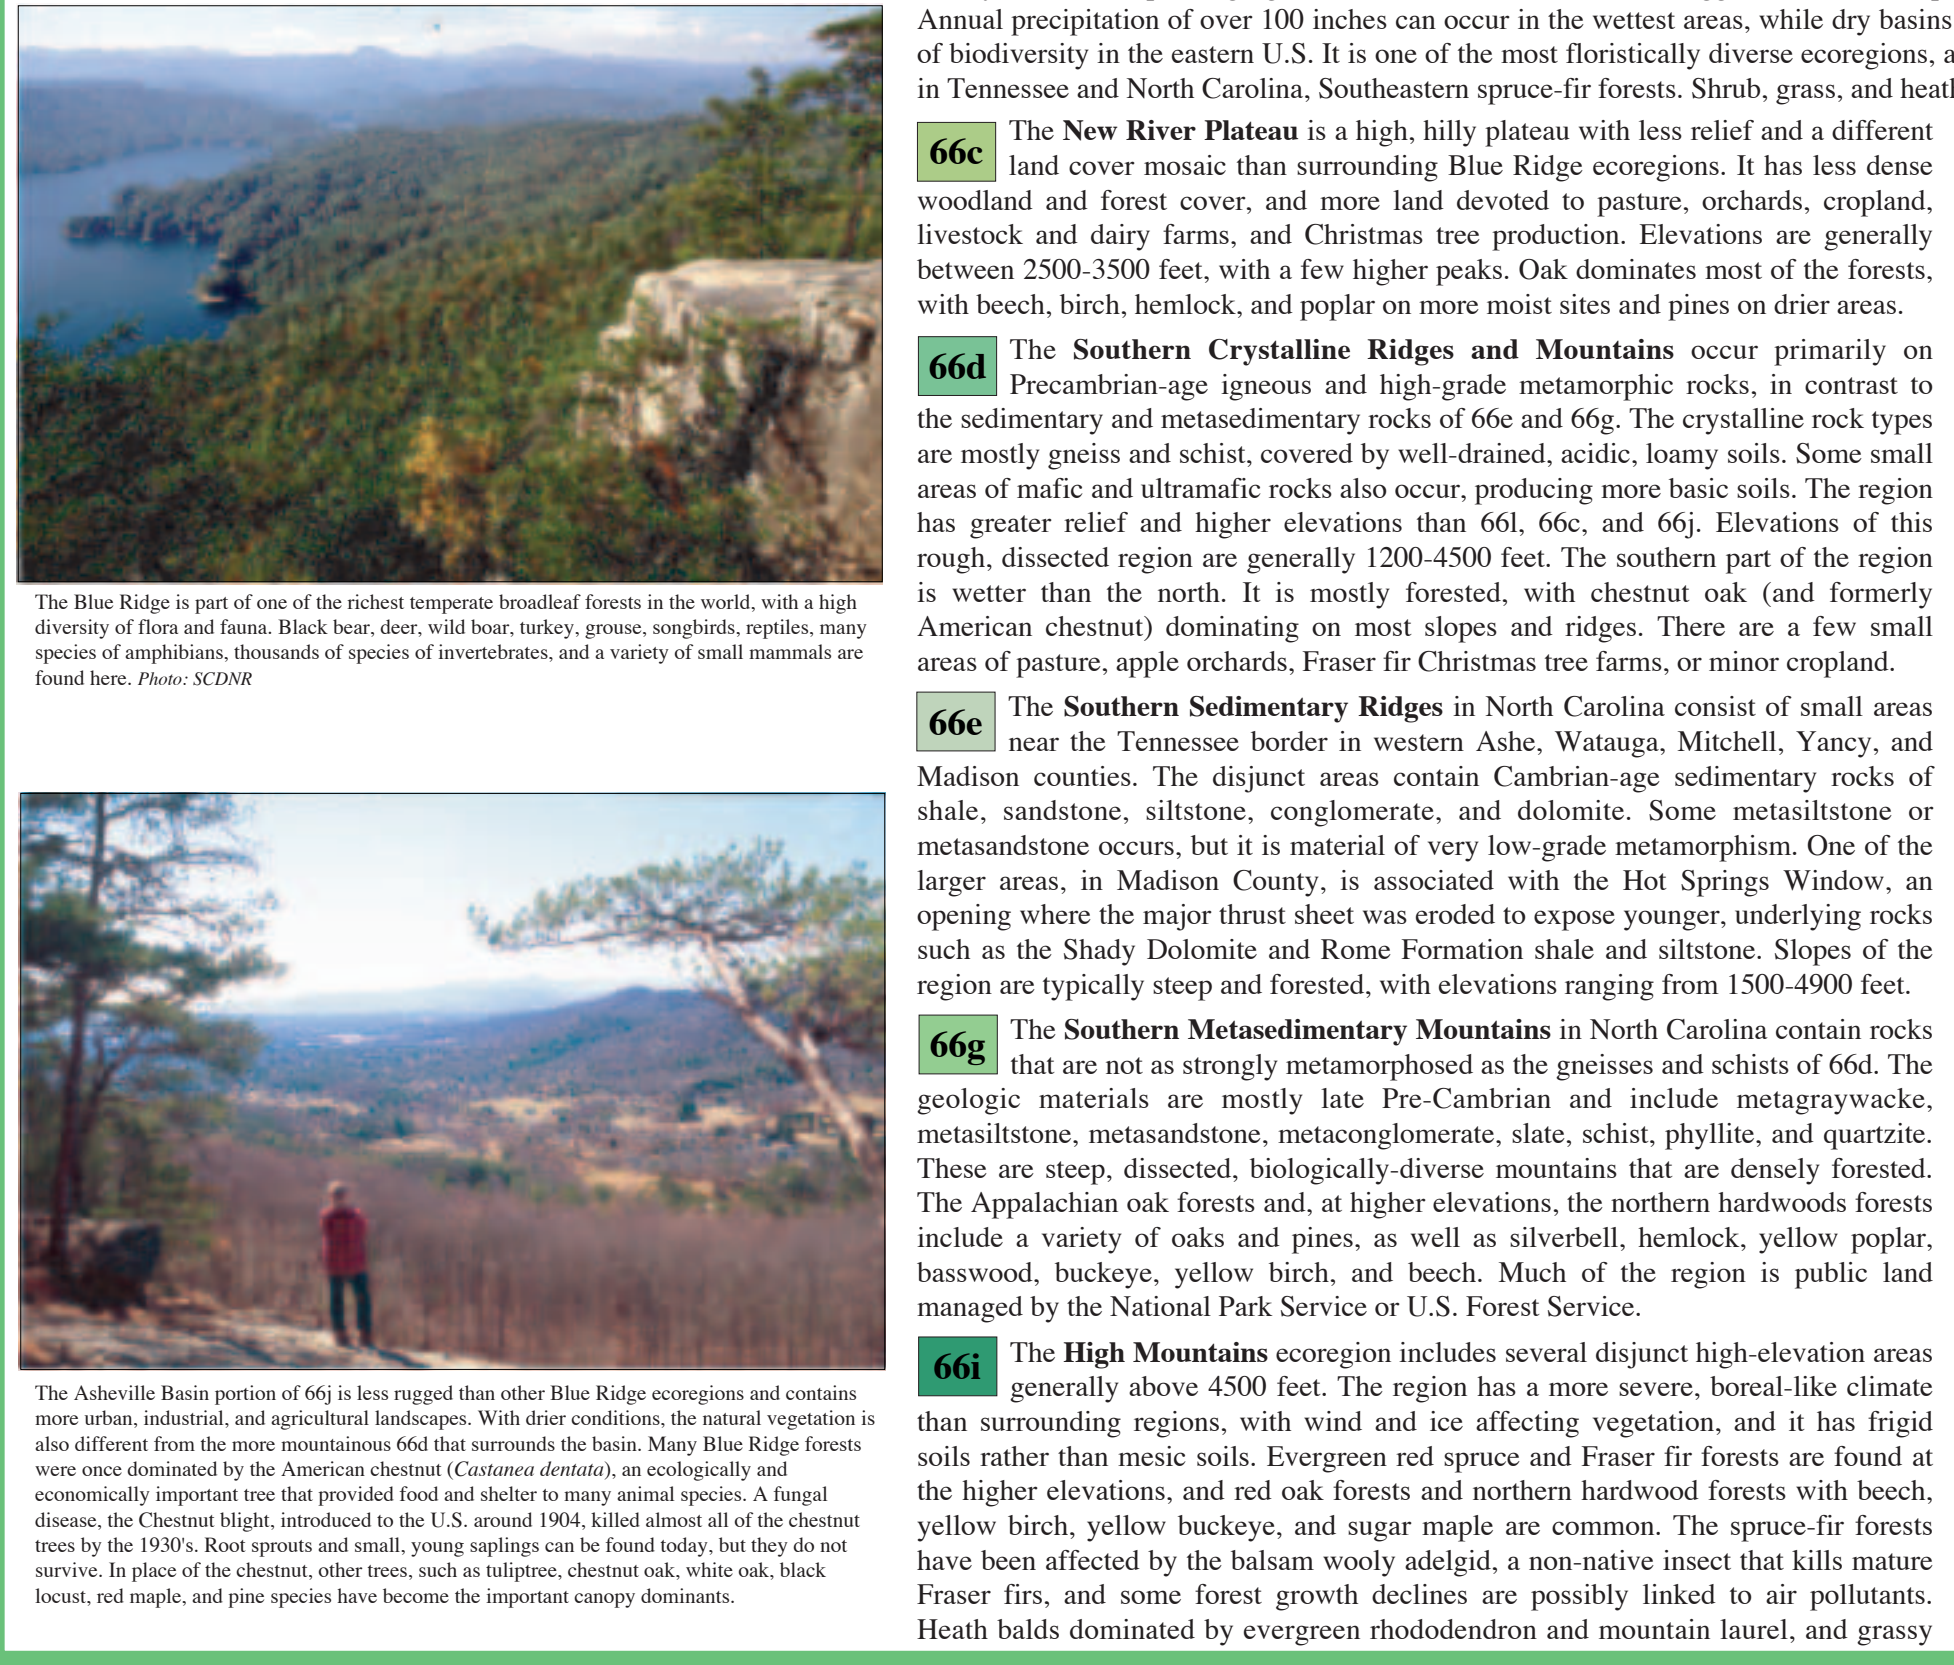 Annual precipitation of over 100 inches can occur in the wettest areas, while dry basins
of biodiversity in the eastern U.S. It is one of the most floristically diverse ecoregions, a
in Tennessee and North Carolina, Southeastern spruce-fir forests. Shrub, grass, and heath
66c
The New River Plateau is a high, hilly plateau with less relief and a different
land cover mosaic than surrounding Blue Ridge ecoregions. It has less dense
woodland and forest cover, and more land devoted to pasture, orchards, cropland,
livestock and dairy farms, and Christmas tree production. Elevations are generally
between 2500-3500 feet, with a few higher peaks. Oak dominates most of the forests,
with beech, birch, hemlock, and poplar on more moist sites and pines on drier areas.
66d
The Southern Crystalline Ridges and Mountains occur primarily on
Precambrian-age igneous and high-grade metamorphic rocks, in contrast to
the sedimentary and metasedimentary rocks of 66e and 66g. The crystalline rock types
are mostly gneiss and schist, covered by well-drained, acidic, loamy soils. Some small
areas of mafic and ultramafic rocks also occur, producing more basic soils. The region
has greater relief and higher elevations than 66l, 66c, and 66j. Elevations of this
rough, dissected region are generally 1200-4500 feet. The southern part of the region
is wetter than the north. It is mostly forested, with chestnut oak (and formerly
American chestnut) dominating on most slopes and ridges. There are a few small
areas of pasture, apple orchards, Fraser fir Christmas tree farms, or minor cropland.
66e
The Southern Sedimentary Ridges in North Carolina consist of small areas
near the Tennessee border in western Ashe, Watauga, Mitchell, Yancy, and
Madison counties. The disjunct areas contain Cambrian-age sedimentary rocks of
shale, sandstone, siltstone, conglomerate, and dolomite. Some metasiltstone or
metasandstone occurs, but it is material of very low-grade metamorphism. One of the
larger areas, in Madison County, is associated with the Hot Springs Window, an
opening where the major thrust sheet was eroded to expose younger, underlying rocks
such as the Shady Dolomite and Rome Formation shale and siltstone. Slopes of the
region are typically steep and forested, with elevations ranging from 1500-4900 feet.
66g
The Southern Metasedimentary Mountains in North Carolina contain rocks
that are not as strongly metamorphosed as the gneisses and schists of 66d. The
geologic materials are mostly late Pre-Cambrian and include metagraywacke,
metasiltstone, metasandstone, metaconglomerate, slate, schist, phyllite, and quartzite.
These are steep, dissected, biologically-diverse mountains that are densely forested.
The Appalachian oak forests and, at higher elevations, the northern hardwoods forests
include a variety of oaks and pines, as well as silverbell, hemlock, yellow poplar,
basswood, buckeye, yellow birch, and beech. Much of the region is public land
managed by the National Park Service or U.S. Forest Service.
66i
The High Mountains ecoregion includes several disjunct high-elevation areas
generally above 4500 feet. The region has a more severe, boreal-like climate
than surrounding regions, with wind and ice affecting vegetation, and it has frigid
soils rather than mesic soils. Evergreen red spruce and Fraser fir forests are found at
the higher elevations, and red oak forests and northern hardwood forests with beech,
yellow birch, yellow buckeye, and sugar maple are common. The spruce-fir forests
have been affected by the balsam wooly adelgid, a non-native insect that kills mature
Fraser firs, and some forest growth declines are possibly linked to air pollutants.
Heath balds dominated by evergreen rhododendron and mountain laurel, and grassy
The Blue Ridge is part of one of the richest temperate broadleaf forests in the world, with a high
diversity of flora and fauna. Black bear, deer, wild boar, turkey, grouse, songbirds, reptiles, many
species of amphibians, thousands of species of invertebrates, and a variety of small mammals are
found here. Photo: SCDNR
The Asheville Basin portion of 66j is less rugged than other Blue Ridge ecoregions and contains
more urban, industrial, and agricultural landscapes. With drier conditions, the natural vegetation is
also different from the more mountainous 66d that surrounds the basin. Many Blue Ridge forests
were once dominated by the American chestnut (Castanea dentata), an ecologically and
economically important tree that provided food and shelter to many animal species. A fungal
disease, the Chestnut blight, introduced to the U.S. around 1904, killed almost all of the chestnut
trees by the 1930's. Root sprouts and small, young saplings can be found today, but they do not
survive. In place of the chestnut, other trees, such as tuliptree, chestnut oak, white oak, black
locust, red maple, and pine species have become the important canopy dominants.